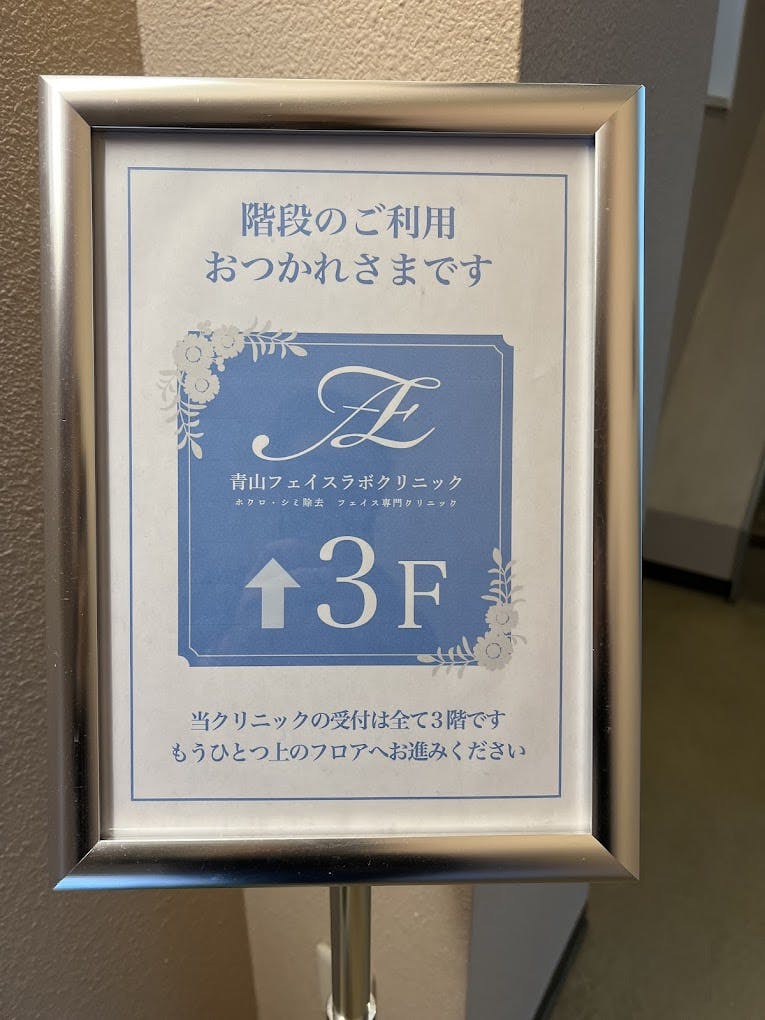 階段のご利用
おつかれさまです
AF
青山フェイスラボクリニック
ホクロ・シミ除去 フェイス専門クリニック
↑3F
当クリニックの受付は全て3階です
もうひとつ上のフロアへお進みください